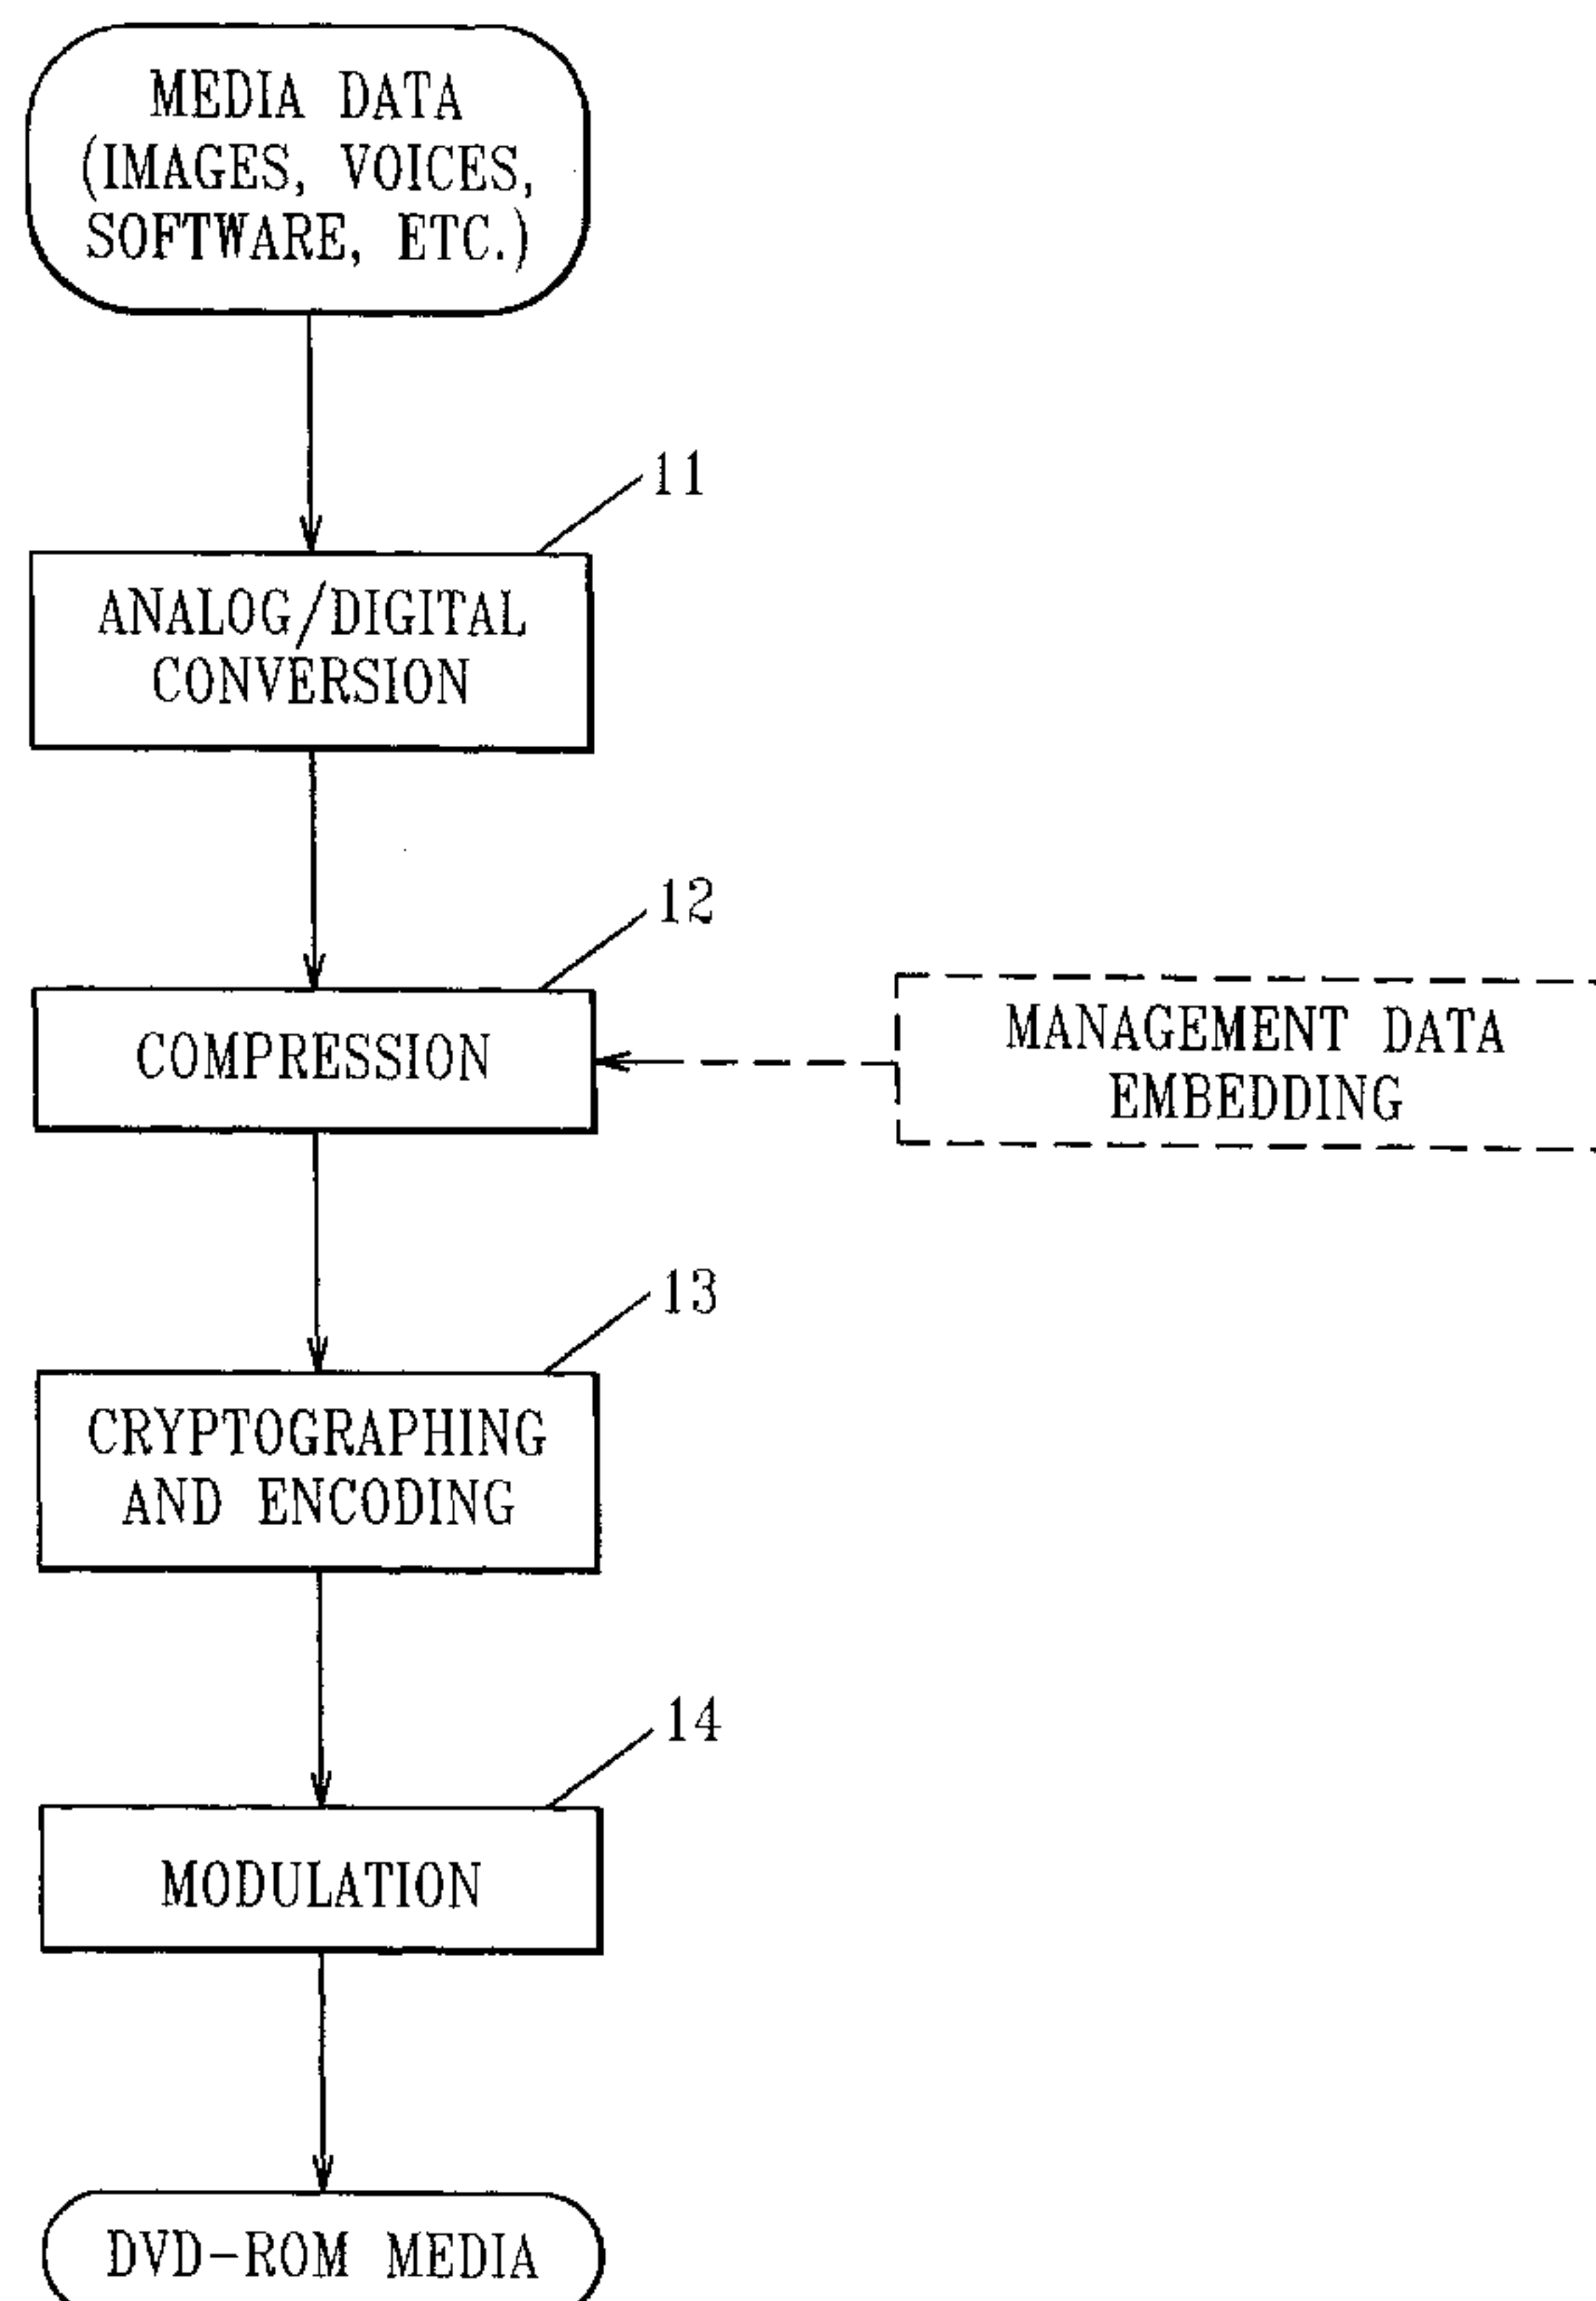 MEDIA DATA
(IMAGES, VOICES,
SOFTWARE, ETC.)
11
ANALOG/DIGITAL
CONVERSION
12
COMPRESSION
MANAGEMENT DATA
EMBEDDING
13
CRYPTOGRAPHING
AND ENCODING
14
MODULATION
DVD-ROM MEDIA